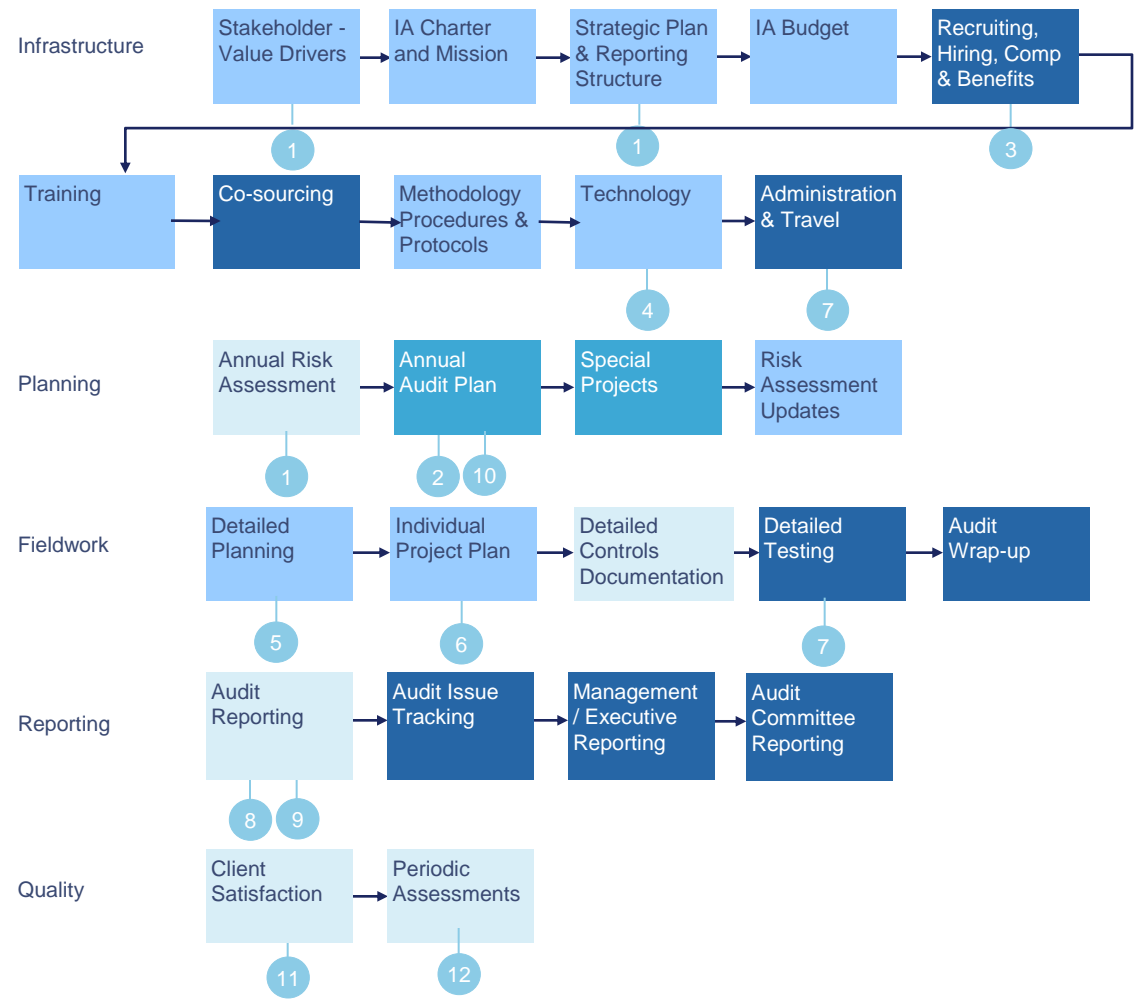 Infrastructure
Stakeholder -
Value Drivers
IA Charter
and Mission
Strategic Plan
& Reporting
Structure
IA Budget
Recruiting,
Hiring, Comp
& Benefits
1
1
3
Training
Co-sourcing
Methodology
Procedures &
Protocols
Technology
Administration
& Travel
4
7
Planning
Annual Risk
Assessment
Annual
Audit Plan
Special
Projects
Risk
Assessment
Updates
1
2
10
Fieldwork
Detailed
Planning
Individual
Project Plan
Detailed
Controls
Documentation
Detailed
Testing
Audit
Wrap-up
5
6
7
Reporting
Audit
Reporting
Audit Issue
Tracking
Management
/ Executive
Reporting
Audit
Committee
Reporting
8
9
Quality
Client
Satisfaction
Periodic
Assessments
11
12